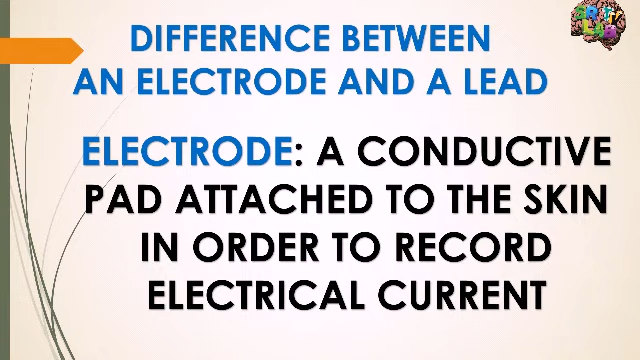 DIFFERENCE BETWEEN
AN ELECTRODE AND A LEAD
ELECTRODE: A CONDUCTIVE
PAD ATTACHED TO THE SKIN
IN ORDER TO RECORD
ELECTRICAL CURRENT